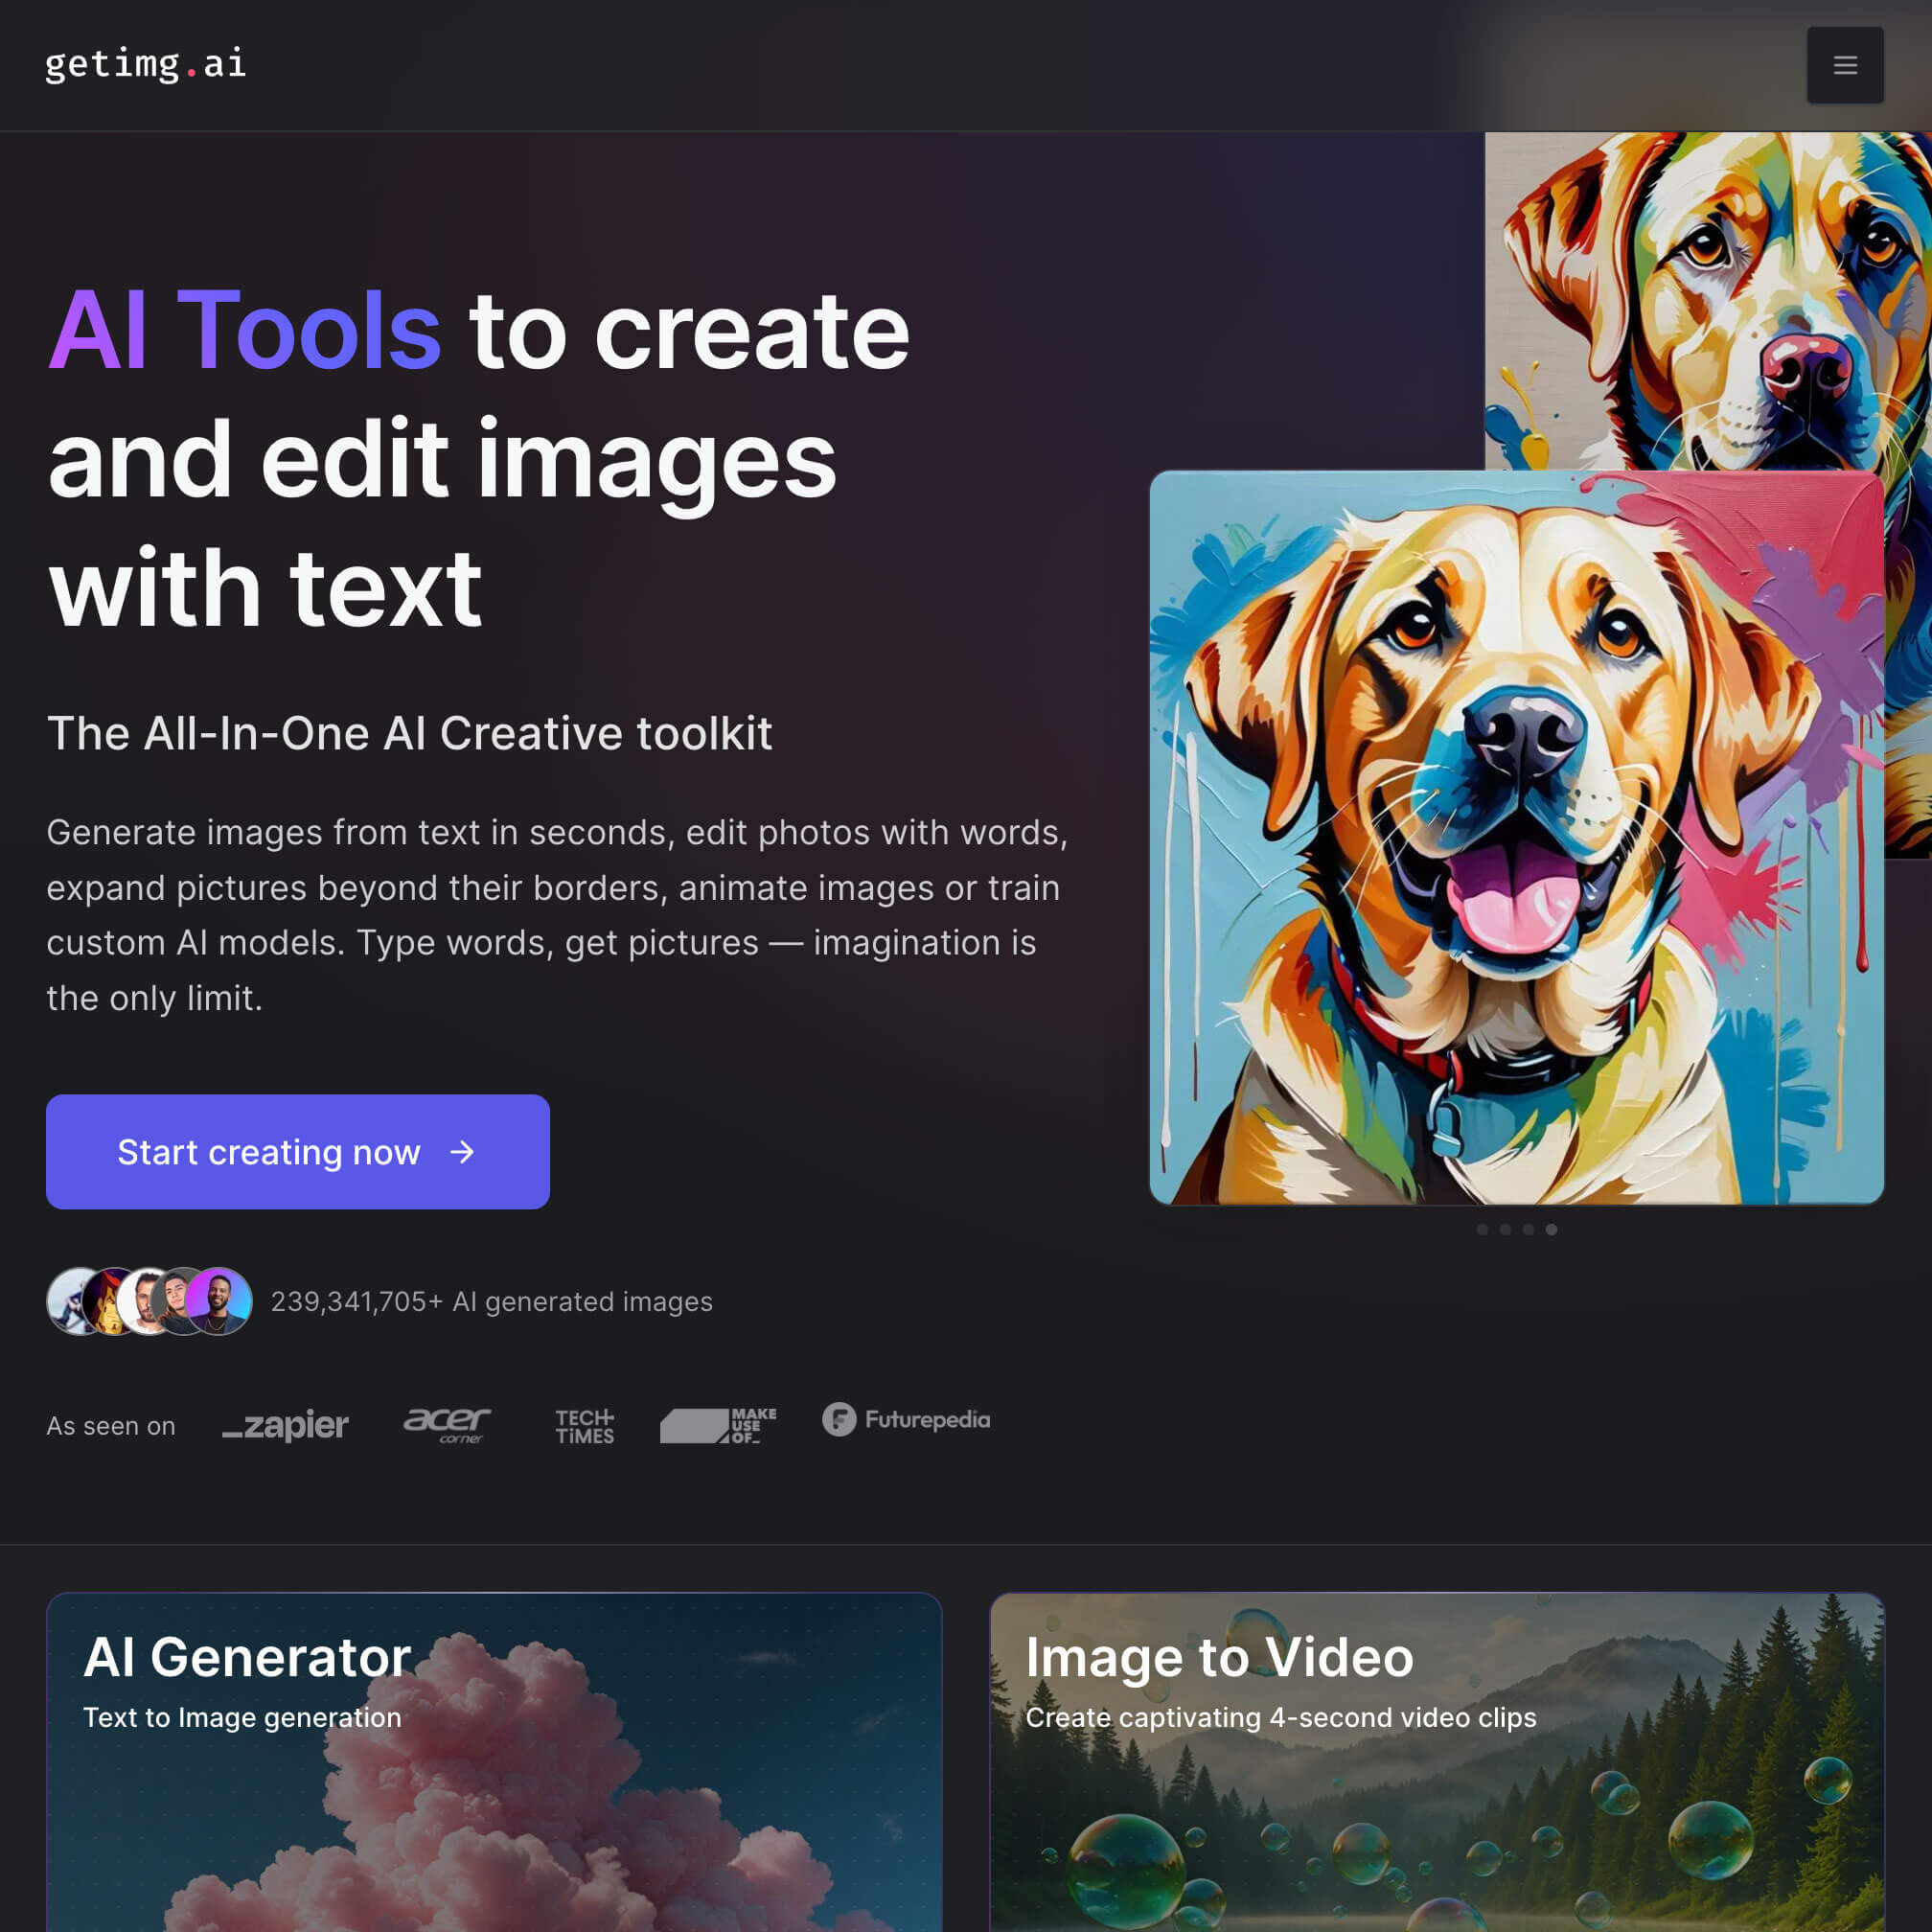 getimg.ai
AI Tools to create
and edit images
with text
The All-In-One AI Creative toolkit
Generate images from text in seconds, edit photos with words,
expand pictures beyond their borders, animate images or train
custom AI models. Type words, get pictures — imagination is
the only limit.
Start creating now
239,341,705+ AI generated images
As seen on
_zapier
acer
corner
TECH
TiMES
MAKE
USE
OF_
Futurepedia
AI Generator
Text to Image generation
Image to Video
Create captivating 4-second video clips